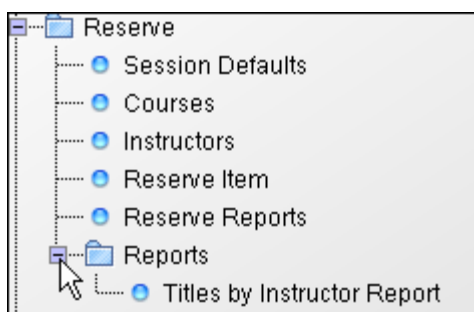 Reserve
Session Defaults
Courses
Instructors
Reserve Item
Reserve Reports
Reports
Titles by Instructor Report